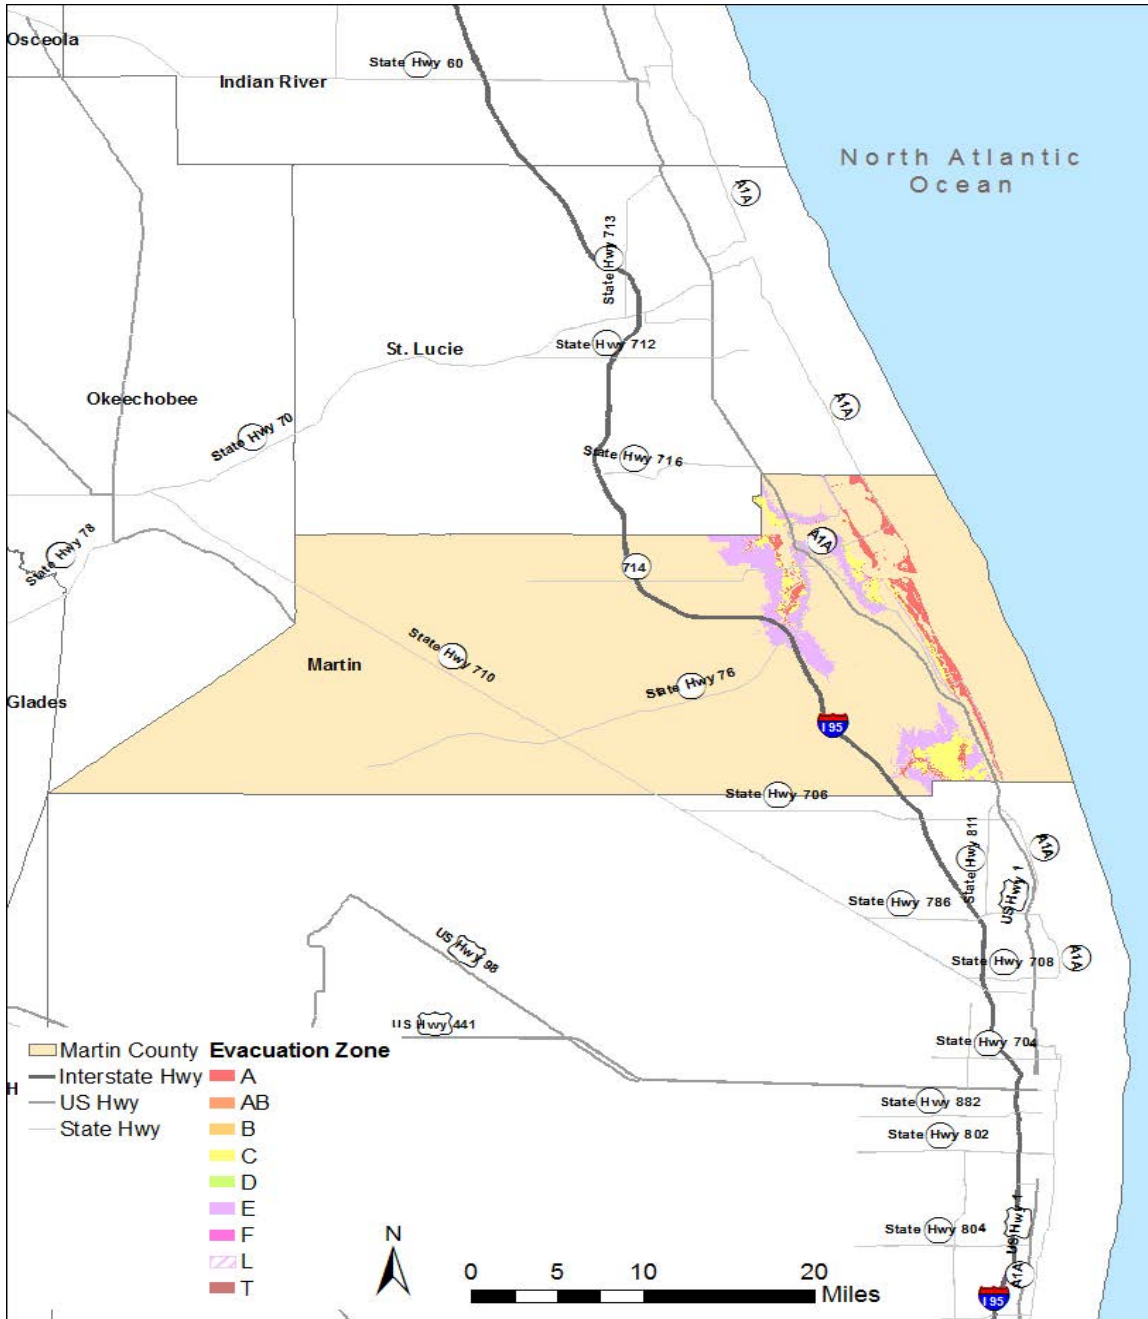 Osceola
State Hwy 60
Indian River
North Atlantic
Ocean
A1A
State Hwy 713
State Hwy 712
St. Lucie
Okeechobee
A1A
State Hwy 70
State Hwy 716
State Hwy 78
A1A
714
Martin
State Hwy 710
State Hwy 76
Glades
I 95
State Hwy 706
State Hwy 811
A1A
State Hwy 786
US Hwy 1
US Hwy 98
State Hwy 708
A1A
US Hwy 441
State Hwy 704
Martin County
Evacuation Zone
Interstate Hwy
US Hwy
State Hwy
H
A
AB
B
C
D
E
F
L
T
State Hwy 882
State Hwy 802
State Hwy 804
US Hwy 1
A1A
I 95
N
0 5 10 20
Miles